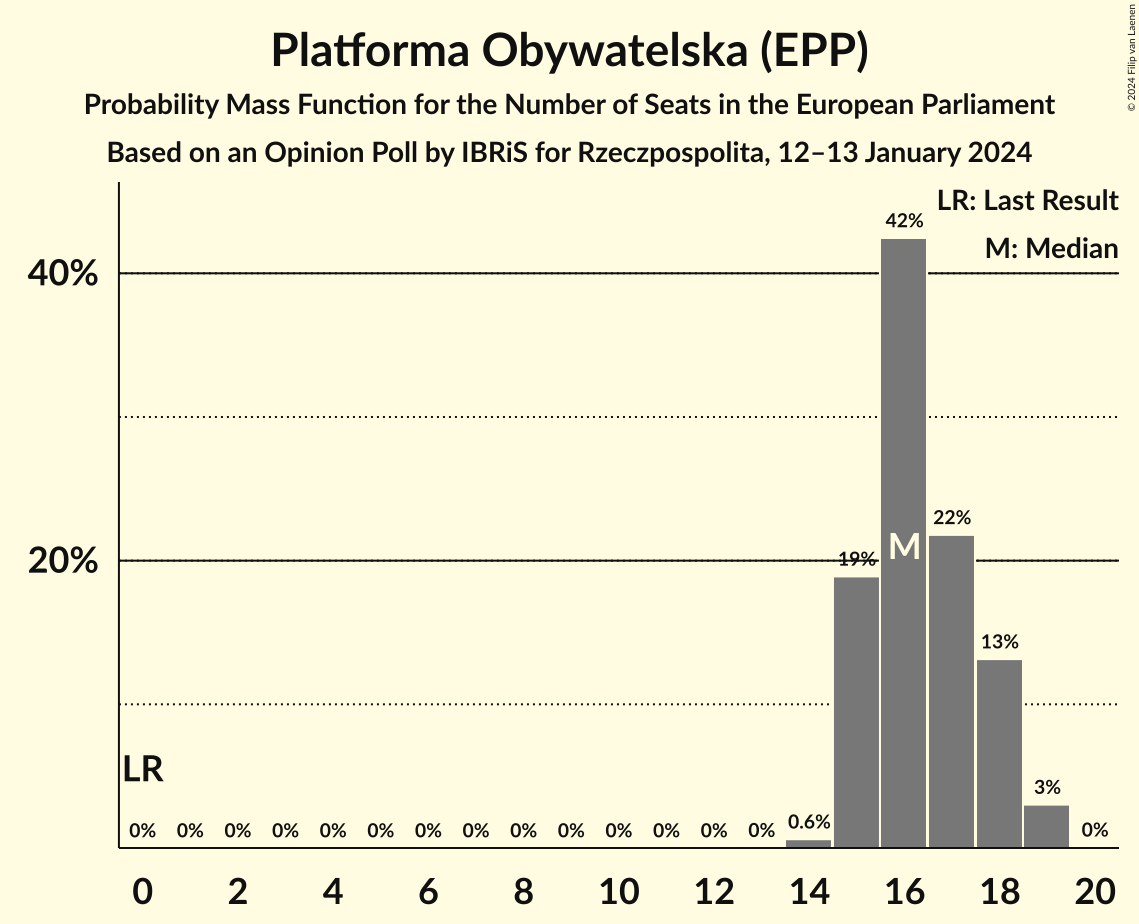 Platforma Obywatelska (EPP)
Probability Mass Function for the Number of Seats in the European Parliament
Based on an Opinion Poll by IBRiS for Rzeczpospolita, 12–13 January 2024
© 2024 Filip van Laenen
LR: Last Result
M: Median
40%
20%
42%
22%
19%
M
13%
LR
3%
0% 0% 0% 0% 0% 0% 0% 0% 0% 0% 0% 0% 0% 0% 0.6% 0%
0 2 4 6 8 10 12 14 16 18 20